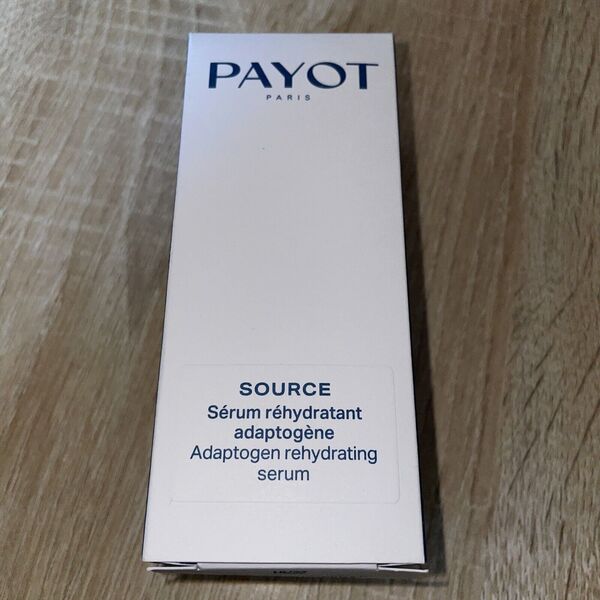 PAYOT
PARIS
SOURCE
Sérum réhydratant
adaptogène
Adaptogen rehydrating
serum